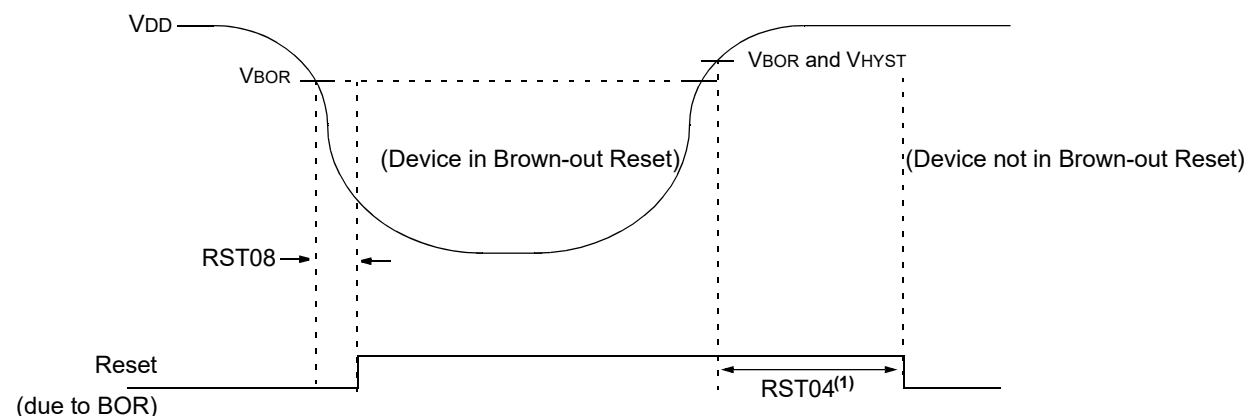 VDD
VBOR
VBOR and VHYST
(Device in Brown-out Reset)
(Device not in Brown-out Reset)
RST08
Reset
(due to BOR)
RST04(1)